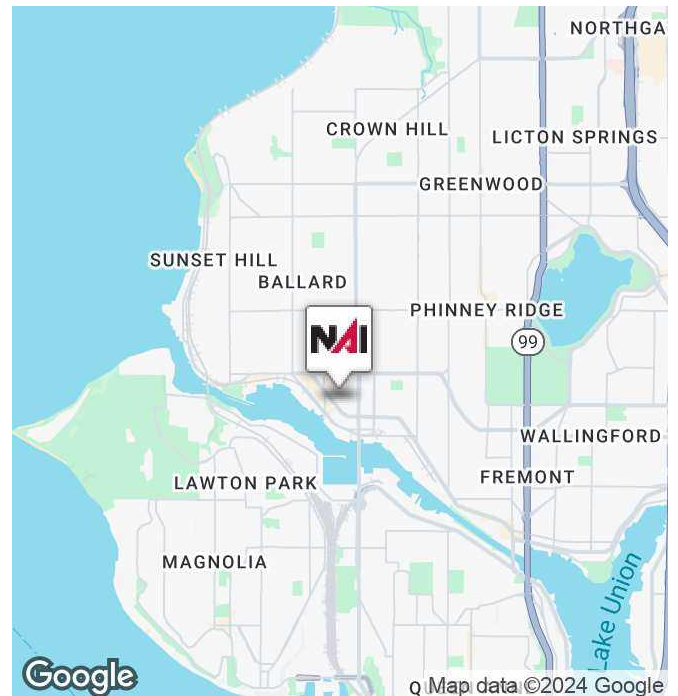 NORTHGA
CROWN HILL
LICTON SPRINGS
GREENWOOD
SUNSET HILL
BALLARD
PHINNEY RIDGE
NAI
99
WALLINGFORD
FREMONT
LAWTON PARK
MAGNOLIA
Lake Union
Google
Map data ©2024 Google